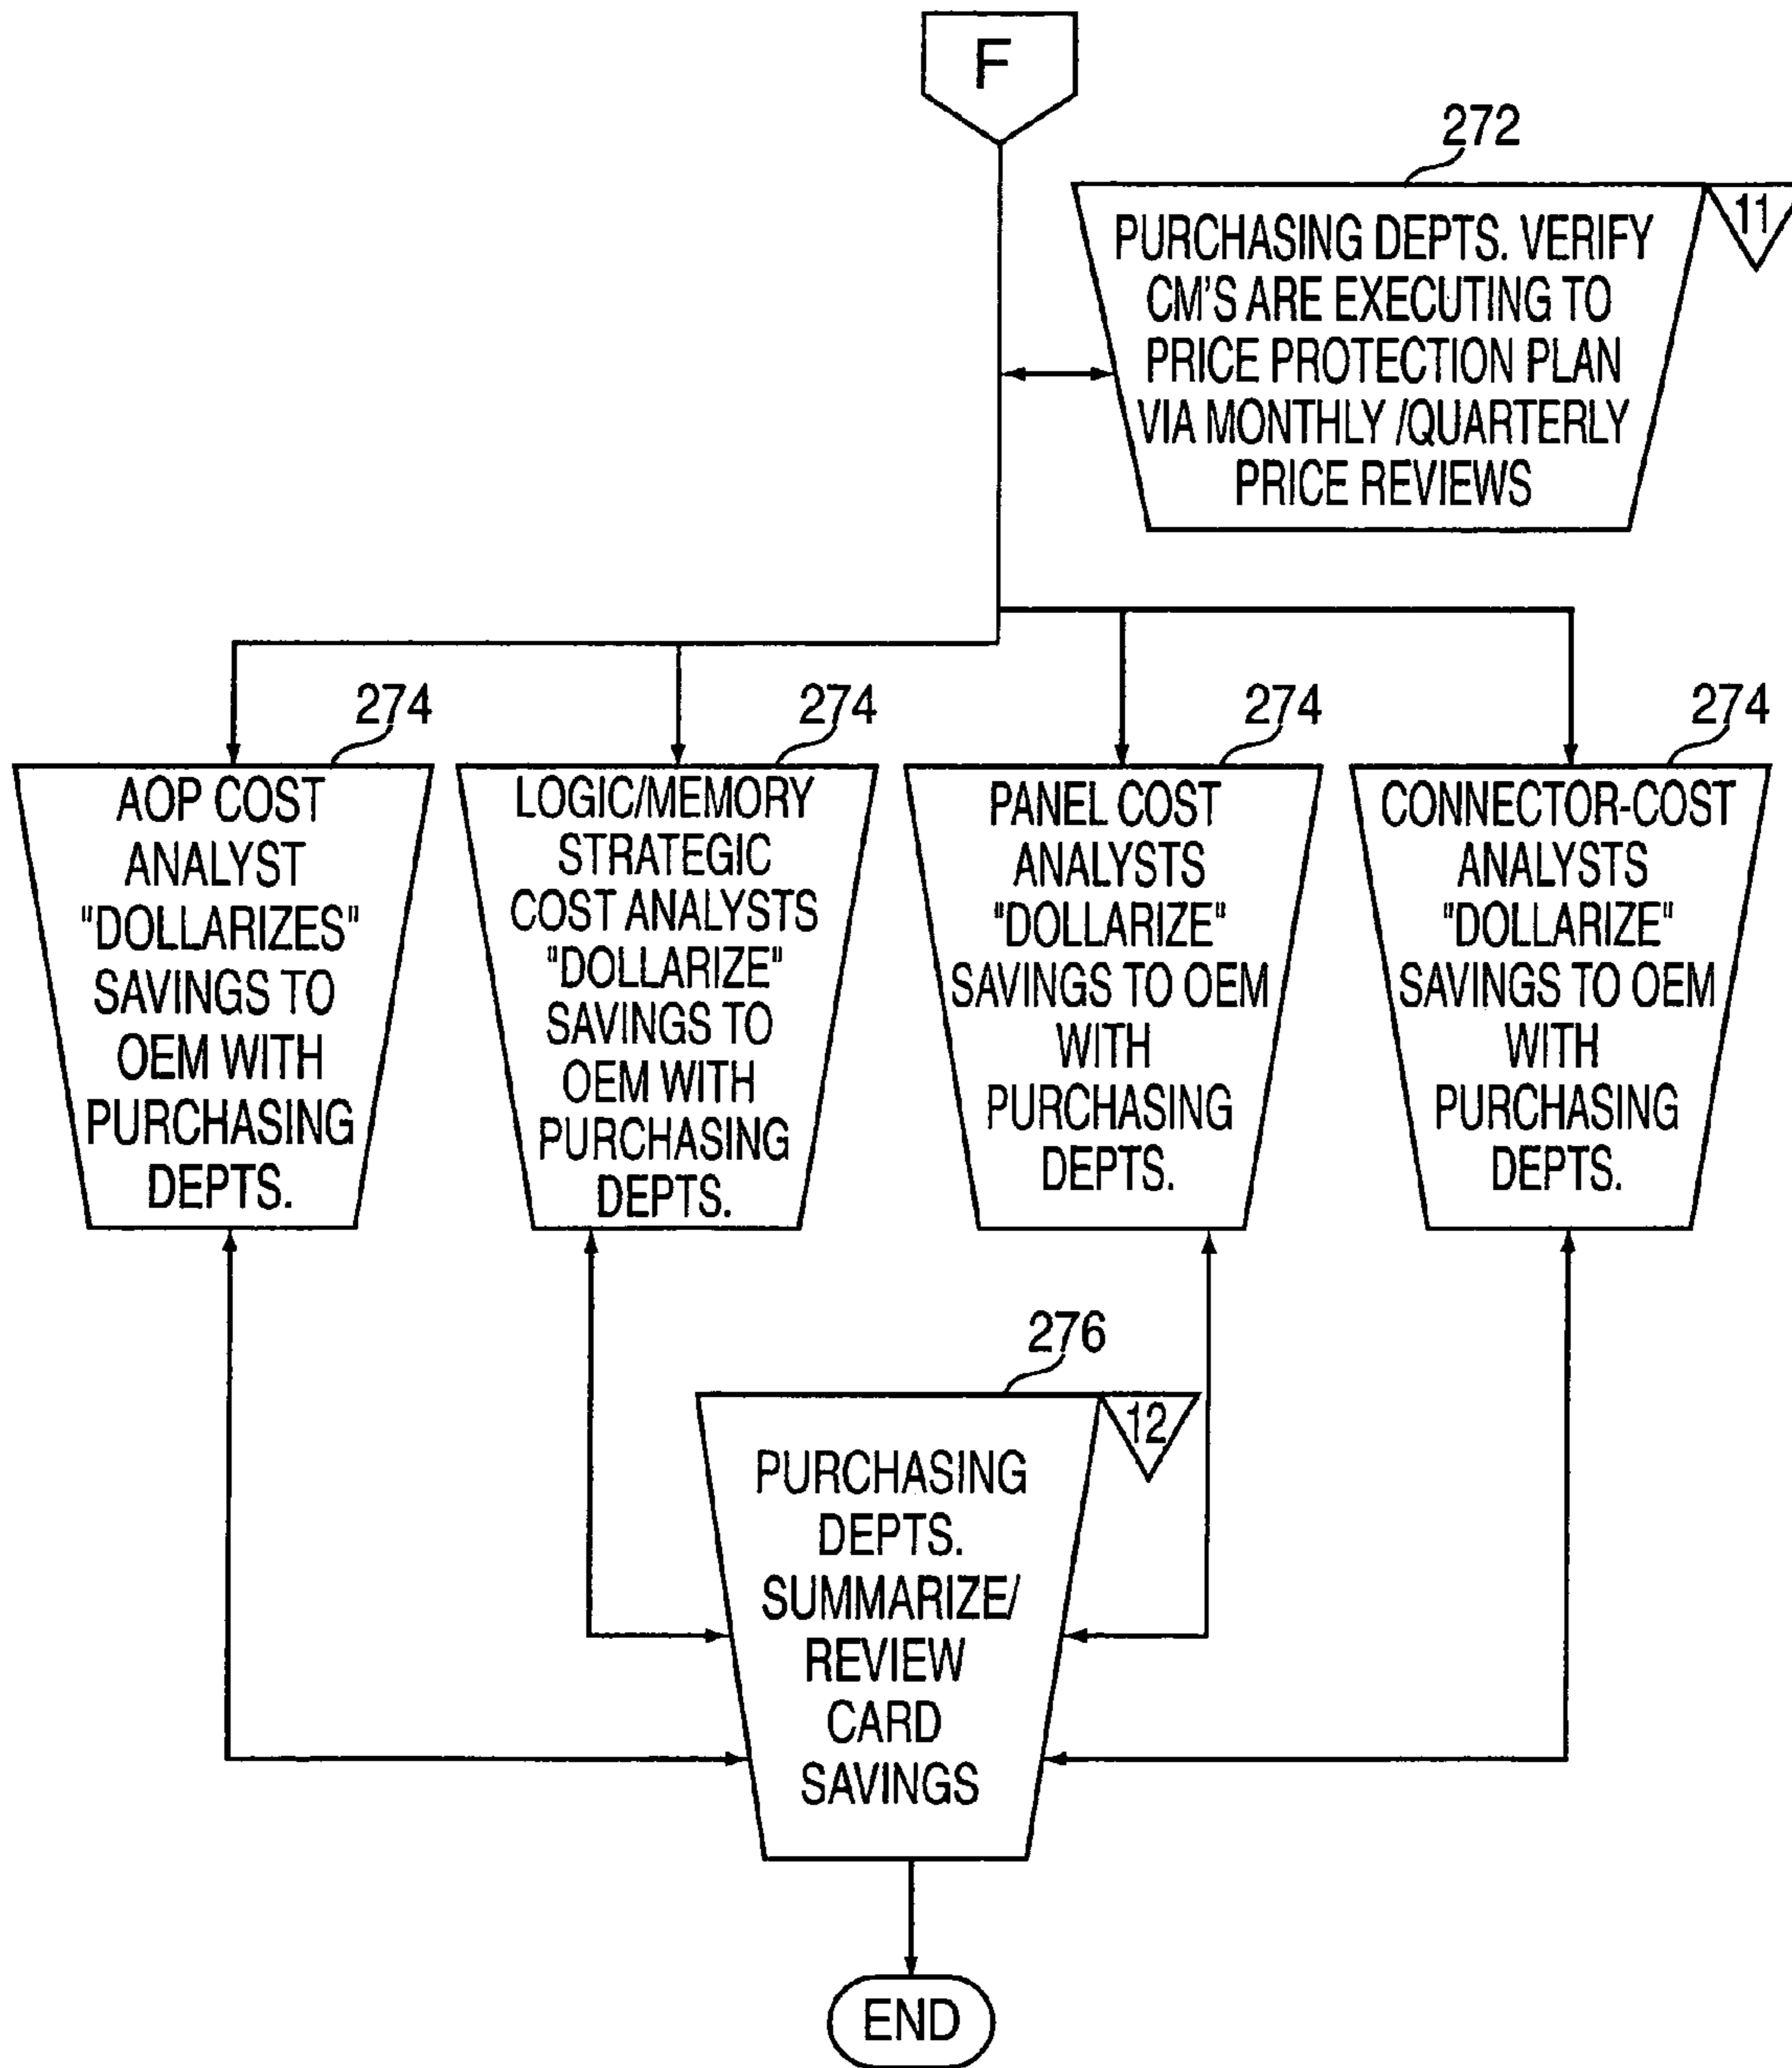 F
272
11
PURCHASING DEPTS. VERIFY
CM'S ARE EXECUTING TO
PRICE PROTECTION PLAN
VIA MONTHLY /QUARTERLY
PRICE REVIEWS
274
AOP COST
ANALYST
"DOLLARIZES"
SAVINGS TO
OEM WITH
PURCHASING
DEPTS.
274
LOGIC/MEMORY
STRATEGIC
COST ANALYSTS
"DOLLARIZE"
SAVINGS TO
OEM WITH
PURCHASING
DEPTS.
274
PANEL COST
ANALYSTS
"DOLLARIZE"
SAVINGS TO OEM
WITH
PURCHASING
DEPTS.
274
CONNECTOR-COST
ANALYSTS
"DOLLARIZE"
SAVINGS TO OEM
WITH
PURCHASING
DEPTS.
276
12
PURCHASING
DEPTS.
SUMMARIZE/
REVIEW
CARD
SAVINGS
END